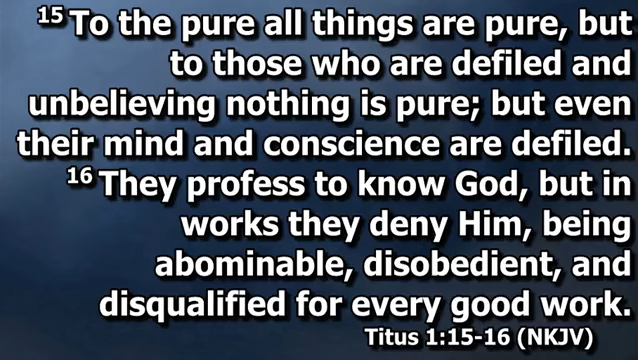 15 To the pure all things are pure, but
to those who are defiled and
unbelieving nothing is pure; but even
their mind and conscience are defiled.
16 They profess to know God, but in
works they deny Him, being
abominable, disobedient, and
disqualified for every good work.
Titus 1:15-16 (NKJV)